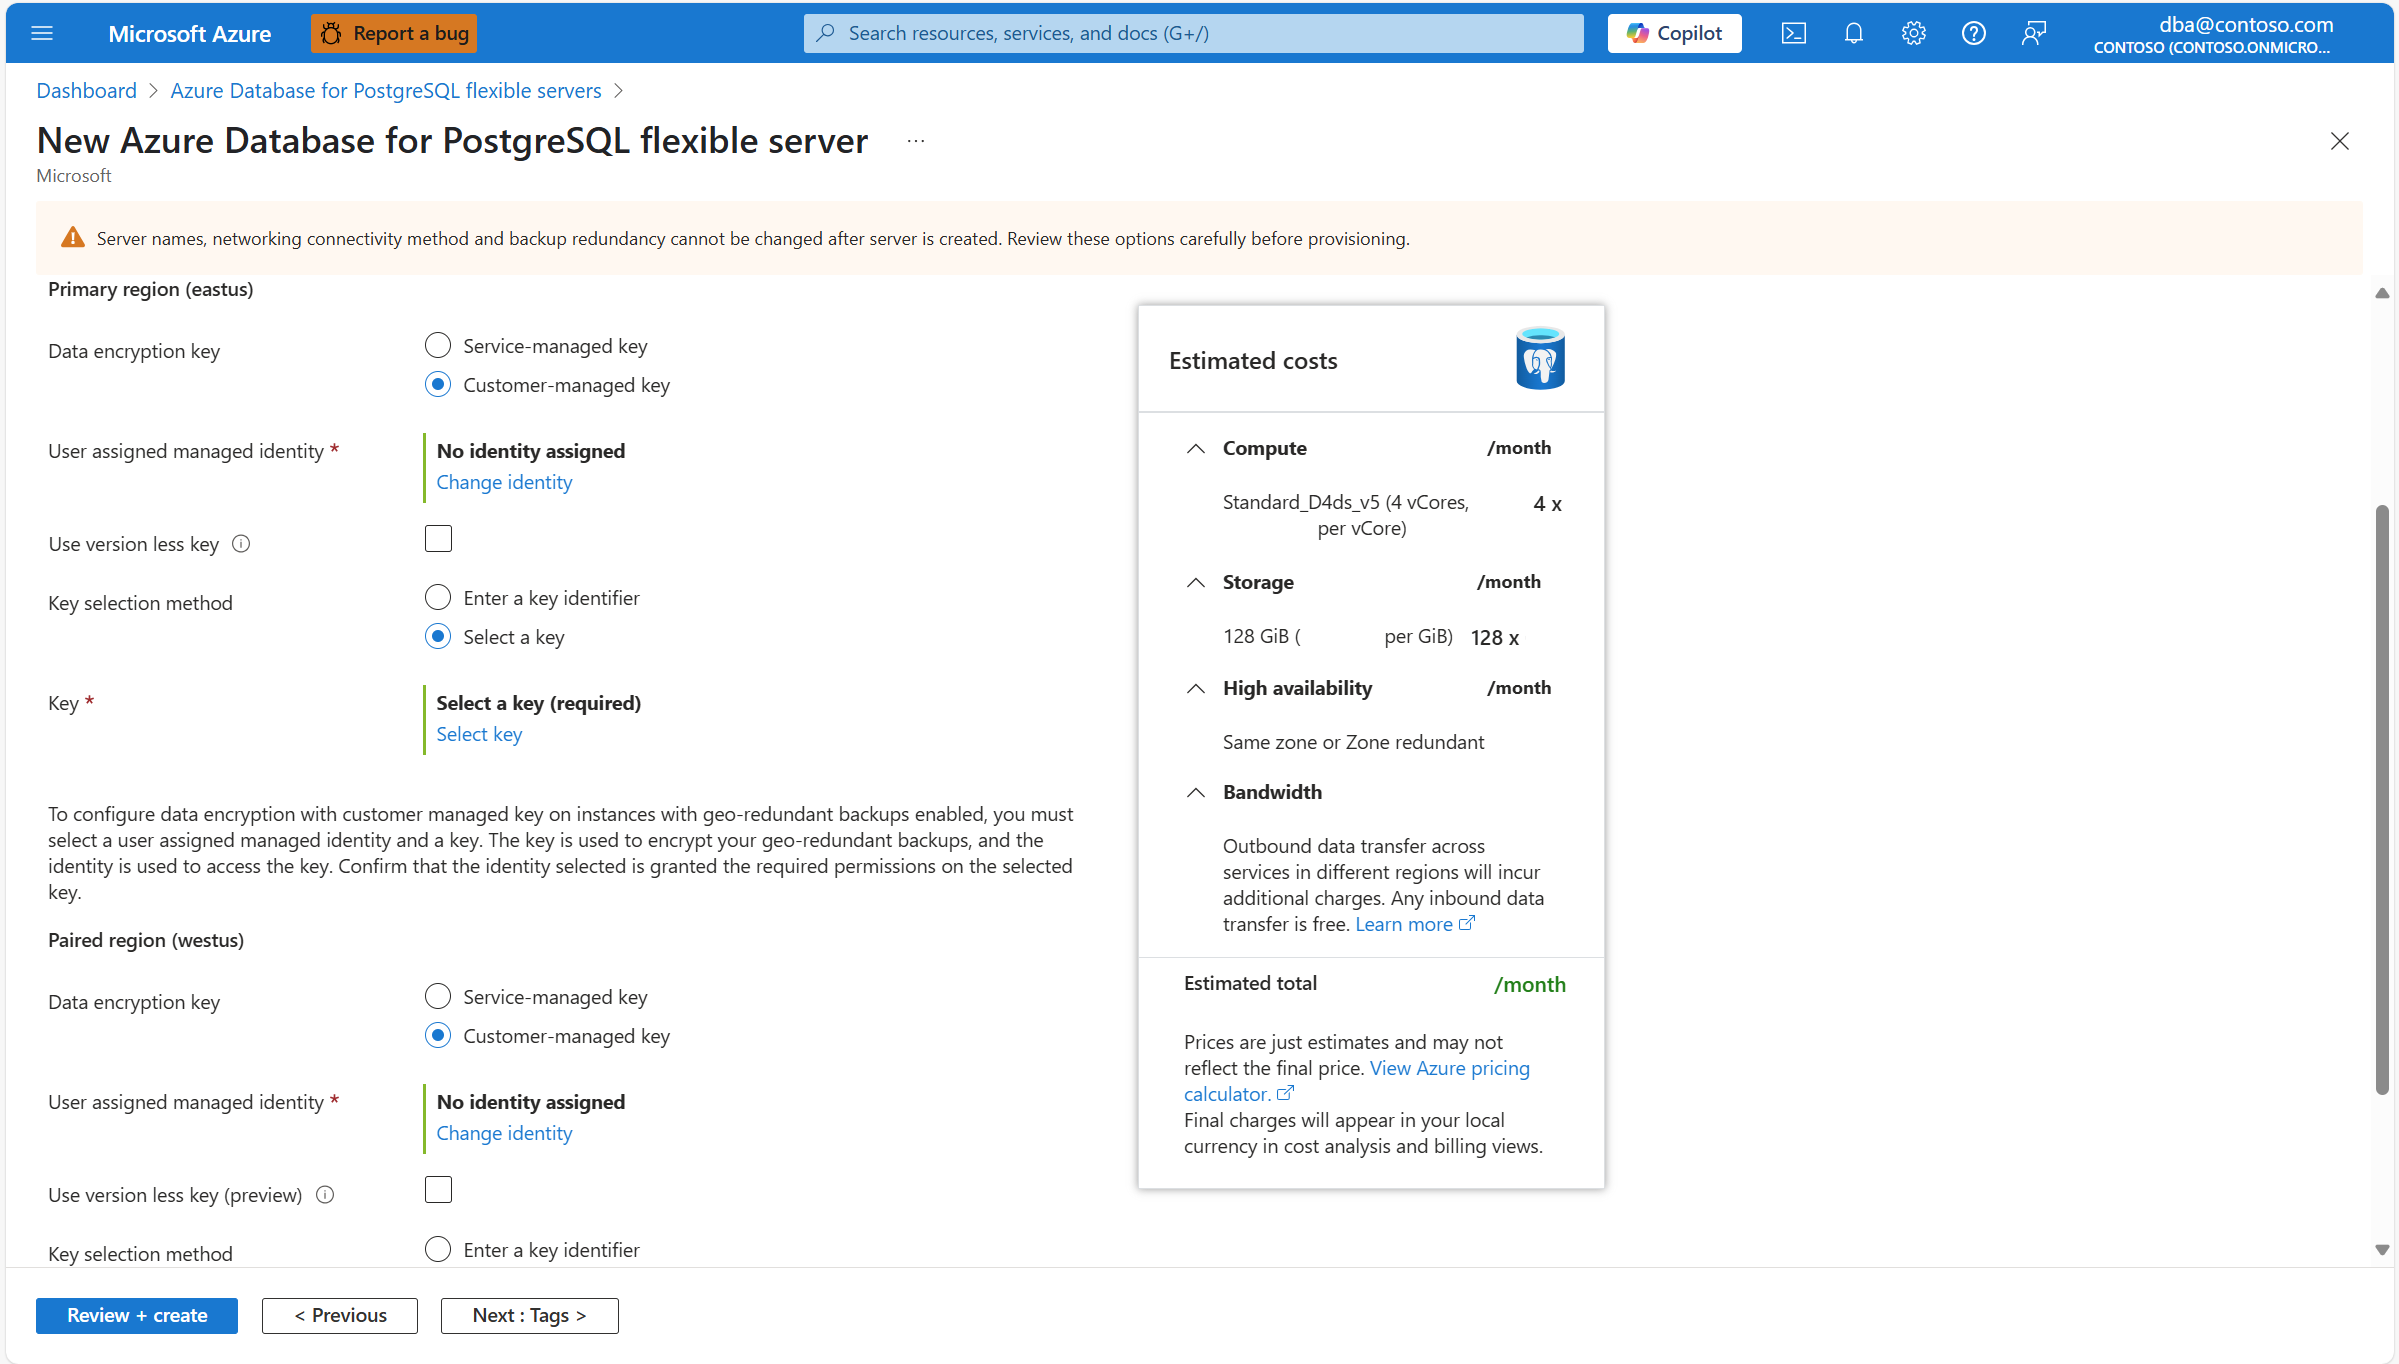 Microsoft Azure
Report a bug
Search resources, services, and docs (G+/)
Copilot
dba@contoso.com
CONTOSO (CONTOSO.ONMICRO...
Dashboard > Azure Database for PostgreSQL flexible servers >
New Azure Database for PostgreSQL flexible server ...
Microsoft
Server names, networking connectivity method and backup redundancy cannot be changed after server is created. Review these options carefully before provisioning.
Primary region (eastus)
Data encryption key
Service-managed key
Customer-managed key
User assigned managed identity *
No identity assigned
Change identity
Use version less key
Key selection method
Enter a key identifier
Select a key
Key *
Select a key (required)
Select key
To configure data encryption with customer managed key on instances with geo-redundant backups enabled, you must
select a user assigned managed identity and a key. The key is used to encrypt your geo-redundant backups, and the
identity is used to access the key. Confirm that the identity selected is granted the required permissions on the selected
key.
Paired region (westus)
Data encryption key
Service-managed key
Customer-managed key
User assigned managed identity *
No identity assigned
Change identity
Use version less key (preview)
Key selection method
Enter a key identifier
Estimated costs
Compute /month
Standard_D4ds_v5 (4 vCores, 4 x
per vCore)
Storage /month
128 GiB ( per GiB) 128 x
High availability /month
Same zone or Zone redundant
Bandwidth
Outbound data transfer across
services in different regions will incur
additional charges. Any inbound data
transfer is free. Learn more
Estimated total /month
Prices are just estimates and may not
reflect the final price. View Azure pricing
calculator.
Final charges will appear in your local
currency in cost analysis and billing views.
Review + create
< Previous
Next : Tags >